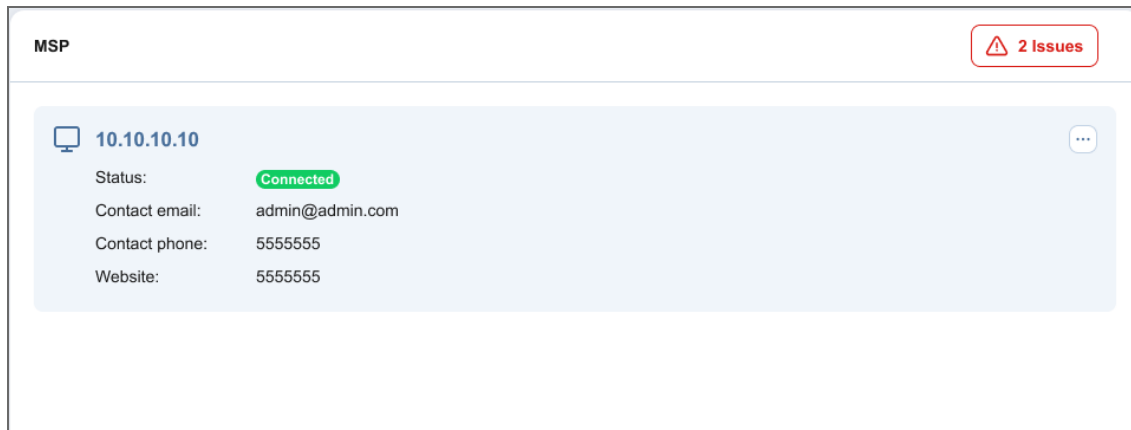 MSP
2 Issues
10.10.10.10
Status: Connected
Contact email: admin@admin.com
Contact phone: 5555555
Website: 5555555